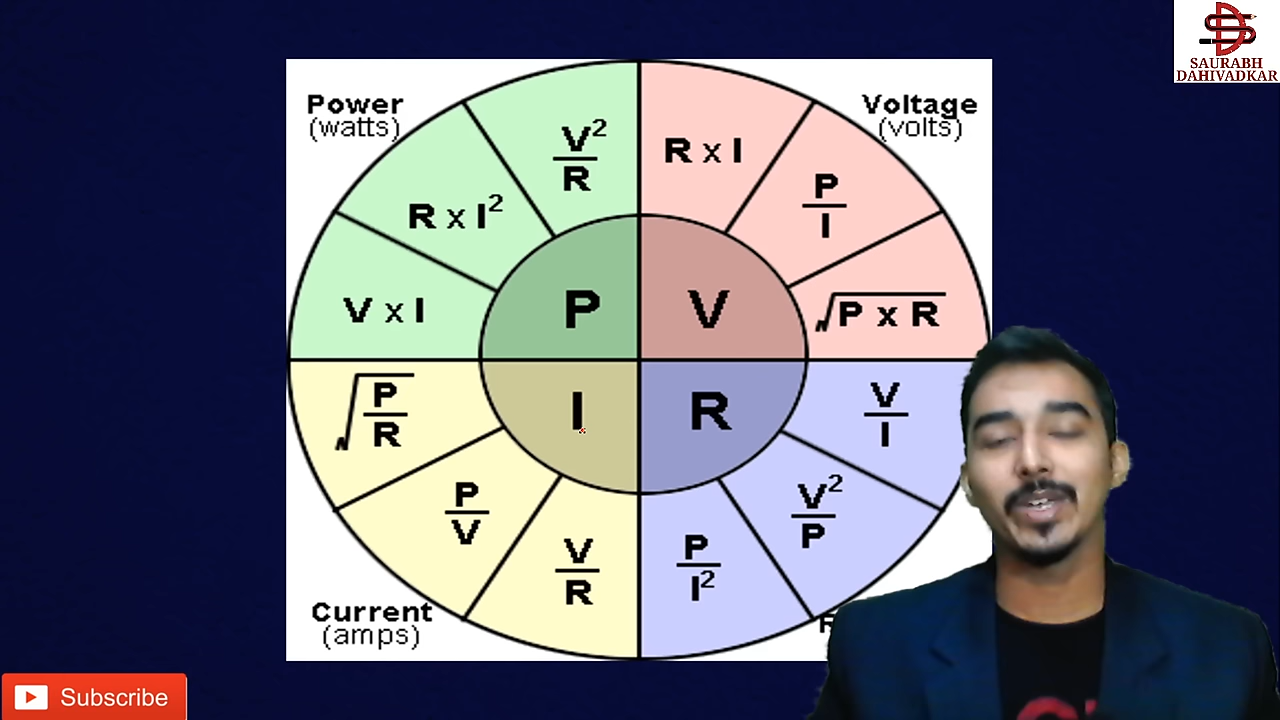 SAURABH
DAHIVADKAR
Power
(watts)
Voltage
(volts)
V²
R
R x I
R x I²
P
I
V x I
√P x R
P
V
I
R
√P
R
V
I
P
V
V²
P
V
R
P
I²
Current
(amps)
Subscribe